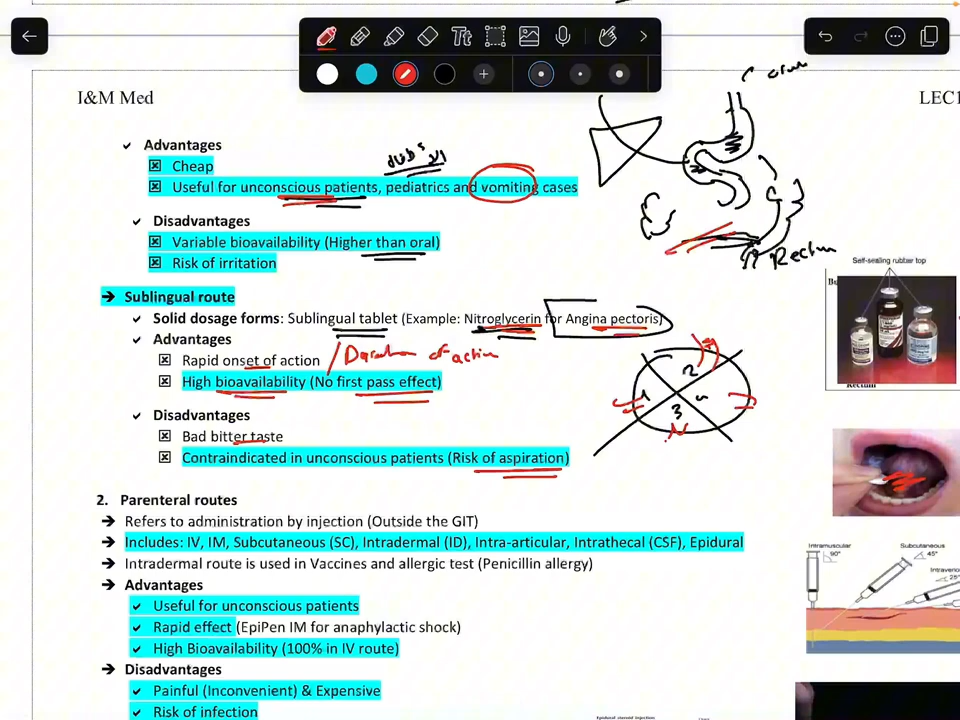 I&M Med
LEC1
Advantages
Cheap
Useful for unconscious patients, pediatrics and vomiting cases
Disadvantages
Variable bioavailability (Higher than oral)
Risk of irritation
Rectum
Self-sealing rubber top
Sublingual route
Solid dosage forms: Sublingual tablet (Example: Nitroglycerin for Angina pectoris)
Advantages
Rapid onset of action / Duration of action
High bioavailability (No first pass effect)
Disadvantages
Bad bitter taste
Contraindicated in unconscious patients (Risk of aspiration)
2
3
2. Parenteral routes
Refers to administration by injection (Outside the GIT)
Includes: IV, IM, Subcutaneous (SC), Intradermal (ID), Intra-articular, Intrathecal (CSF), Epidural
Intradermal route is used in Vaccines and allergic test (Penicillin allergy)
Advantages
Useful for unconscious patients
Rapid effect (EpiPen IM for anaphylactic shock)
High Bioavailability (100% in IV route)
Disadvantages
Painful (Inconvenient) & Expensive
Risk of infection
Intramuscular
90°
Subcutaneous
45°
25°
Tt